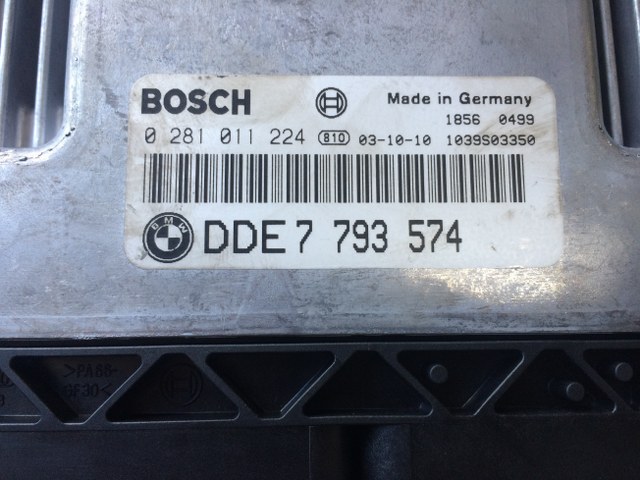 BOSCH Made in Germany
1856 0499
0 281 011 224 810 03-10-10 1039S03350
BMW DDE 7 793 574
>PA66-
GF30<